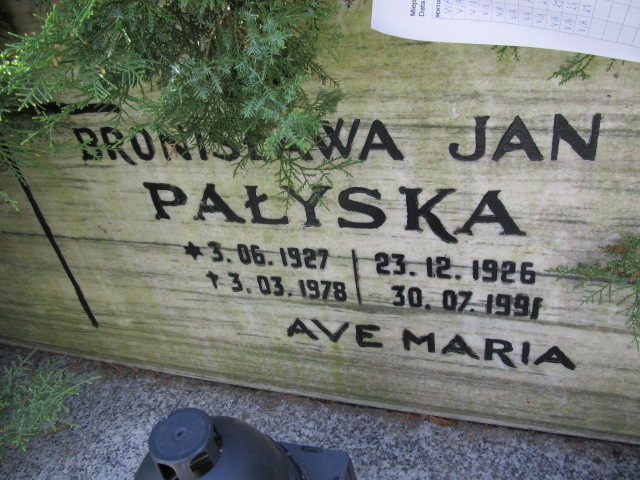 BRONISŁAWA JAN
PAŁYSKA
* 3.06.1927 23.12.1926
† 3.03.1978 30.07.1991
AVE MARIA